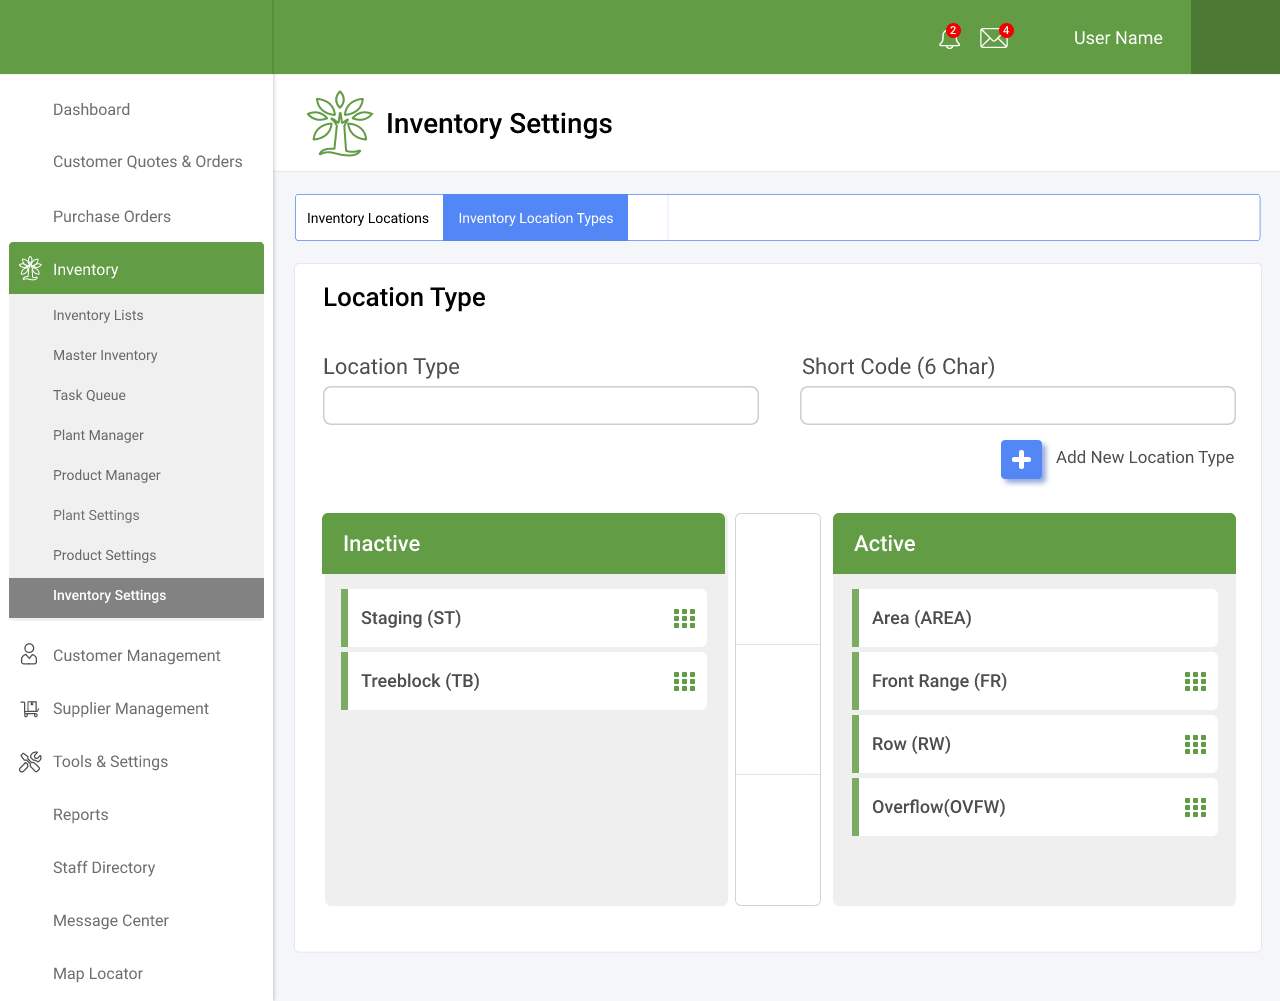 2
4
User Name
Dashboard
Customer Quotes & Orders
Purchase Orders
Inventory
Inventory Lists
Master Inventory
Task Queue
Plant Manager
Product Manager
Plant Settings
Product Settings
Inventory Settings
Customer Management
Supplier Management
Tools & Settings
Reports
Staff Directory
Message Center
Map Locator
Inventory Settings
Inventory Locations
Inventory Location Types
Location Type
Location Type
Short Code (6 Char)
Add New Location Type
Inactive
Staging (ST)
Treeblock (TB)
Active
Area (AREA)
Front Range (FR)
Row (RW)
Overflow(OVFW)